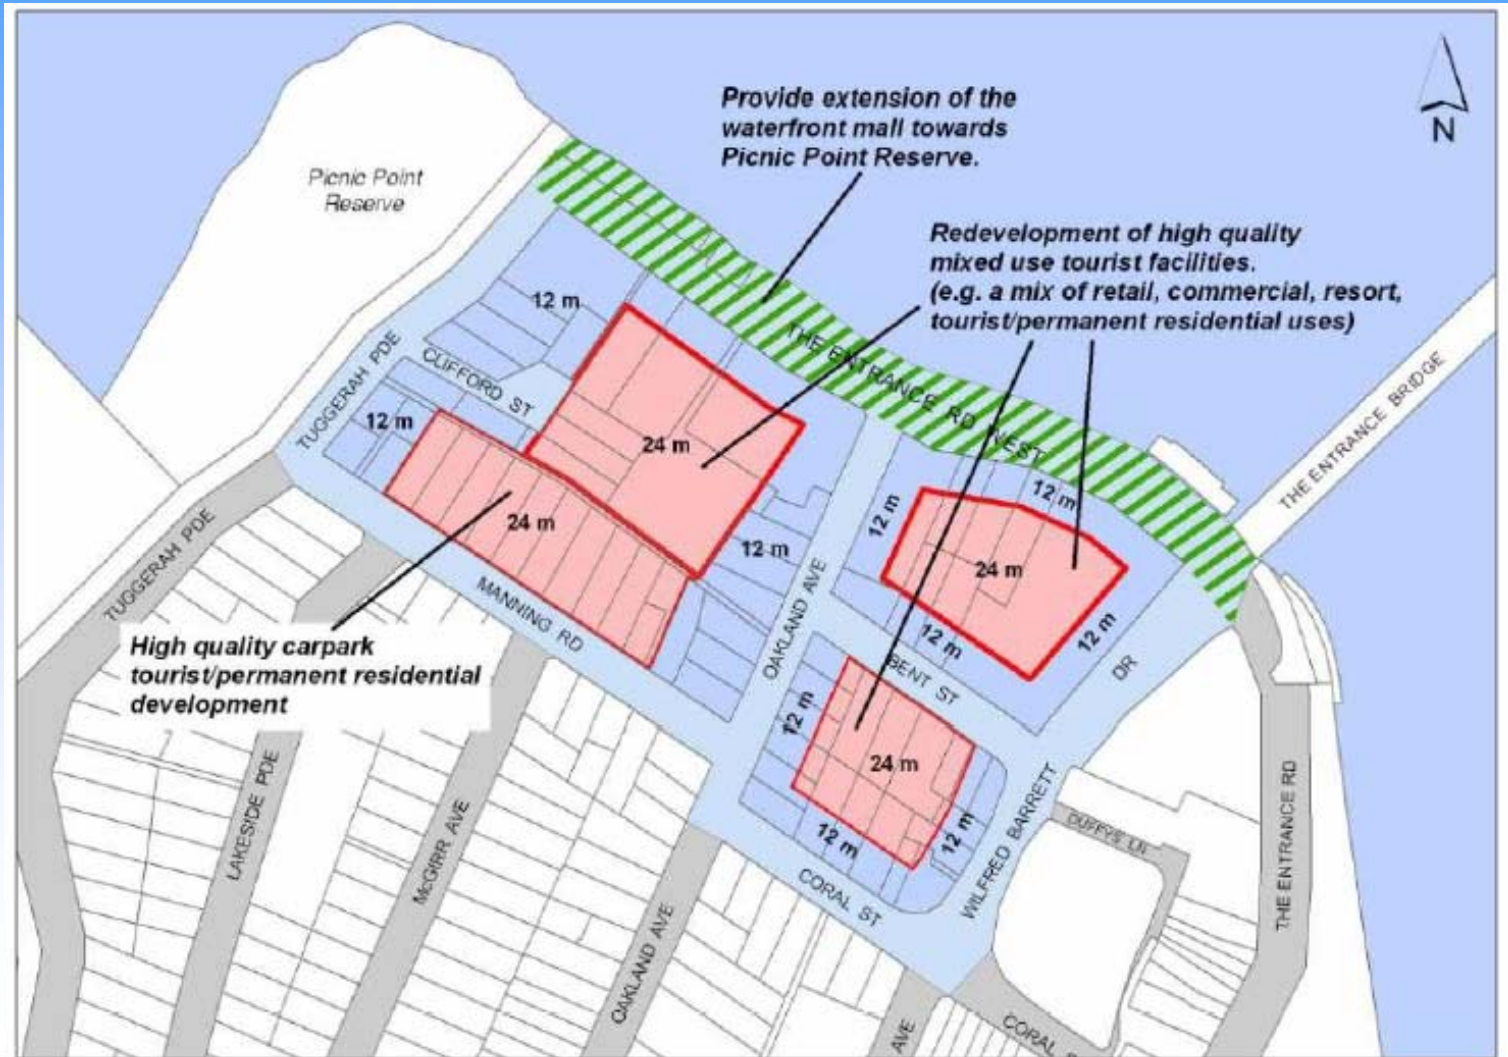 Provide extension of the
waterfront mall towards
Picnic Point Reserve.
N
Picnic Point
Reserve
Redevelopment of high quality
mixed use tourist facilities.
(e.g. a mix of retail, commercial, resort,
tourist/permanent residential uses)
12 m
THE ENTRANCE RD WEST
THE ENTRANCE BRIDGE
TUGGERAH PDE
CLIFFORD ST
12 m
24 m
24 m
12 m
12 m
12 m
24 m
12 m
12 m
TUGGERAH PDE
MANNING RD
OAKLAND AVE
High quality carpark
tourist/permanent residential
development
BENT ST
DR
12 m
24 m
12 m
12 m
WILFRED BARRETT
DUFFYS LN
THE ENTRANCE RD
LAKESIDE PDE
McGIRR AVE
CORAL ST
OAKLAND AVE
AVE
CORAL